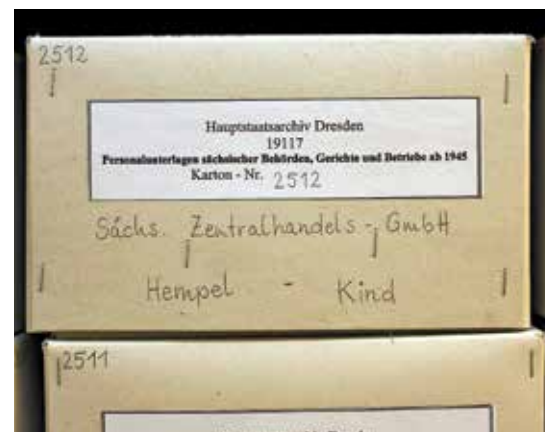 2512
Hauptstaatsarchiv Dresden
19117
Personalunterlagen sächsischer Behörden, Gerichte und Betriebe ab 1945
Karton - Nr. 2512
Sächs. Zentralhandels - GmbH
Hempel - Kind
2511